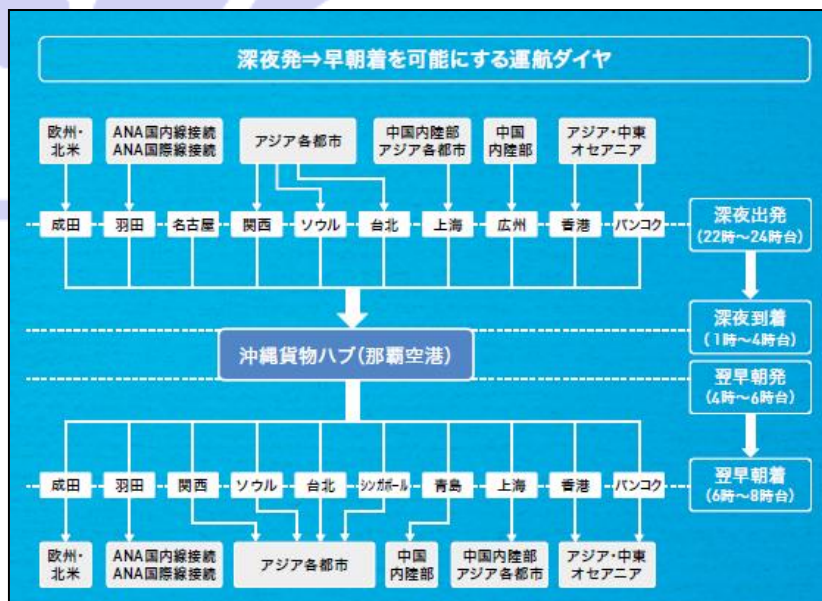 深夜発⇒早朝着を可能にする運航ダイヤ
欧州・
北米
ANA国内線接続
ANA国際線接続
アジア各都市
中国内陸部
アジア各都市
中国
内陸部
アジア・中東
オセアニア
成田
羽田
名古屋
関西
ソウル
台北
上海
広州
香港
バンコク
深夜出発
(22時～24時台)
深夜到着
(1時～4時台)
沖縄貨物ハブ(那覇空港)
翌早朝発
(4時～6時台)
成田
羽田
関西
ソウル
台北
シンガポール
青島
上海
香港
バンコク
翌早朝着
(6時～8時台)
欧州・
北米
ANA国内線接続
ANA国際線接続
アジア各都市
中国
内陸部
中国内陸部
アジア各都市
アジア・中東
オセアニア